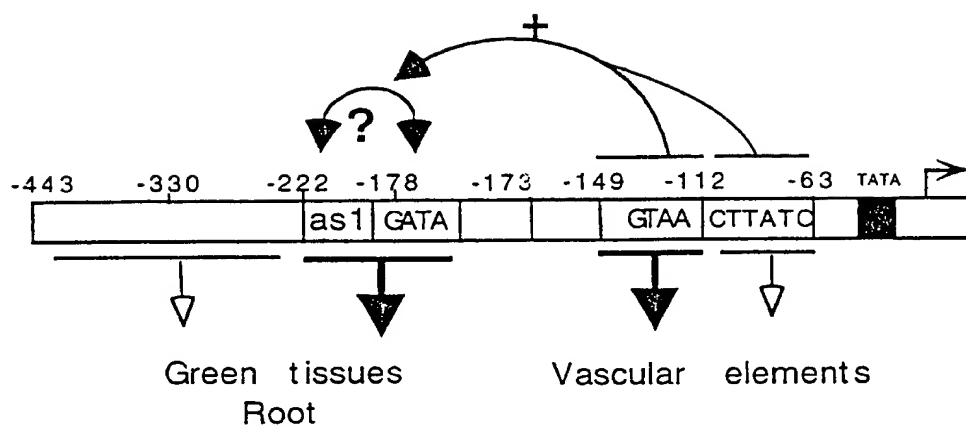 +
?
-443 -330 -222 -178 -173 -149 -112 -63 TATA
as1 GATA GTAA CTTATC
Green tissues Vascular elements
Root